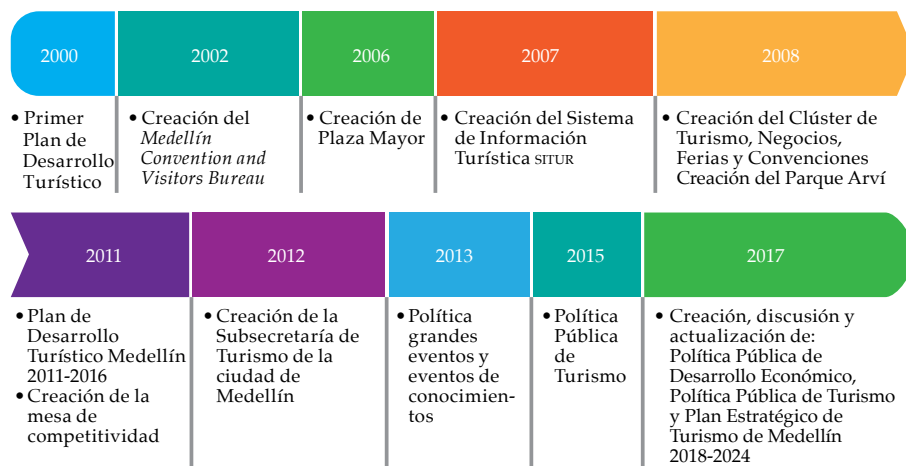 2000
2002
2006
2007
2008
• Primer
Plan de
Desarrollo
Turístico
• Creación del
Medellín
Convention and
Visitors Bureau
• Creación de
Plaza Mayor
• Creación del Sistema
de Información
Turística SITUR
• Creación del Clúster de
Turismo, Negocios,
Ferias y Convenciones
Creación del Parque Arví
2011
2012
2013
2015
2017
• Plan de
Desarrollo
Turístico Medellín
2011-2016
• Creación de la
mesa de
competitividad
• Creación de la
Subsecretaría de
Turismo de la
ciudad de
Medellín
• Política
grandes
eventos y
eventos de
conocimien-
tos
• Política
Pública
de
Turismo
• Creación, discusión y
actualización de:
Política Pública de
Desarrollo Económico,
Política Pública de Turismo
y Plan Estratégico de
Turismo de Medellín
2018-2024